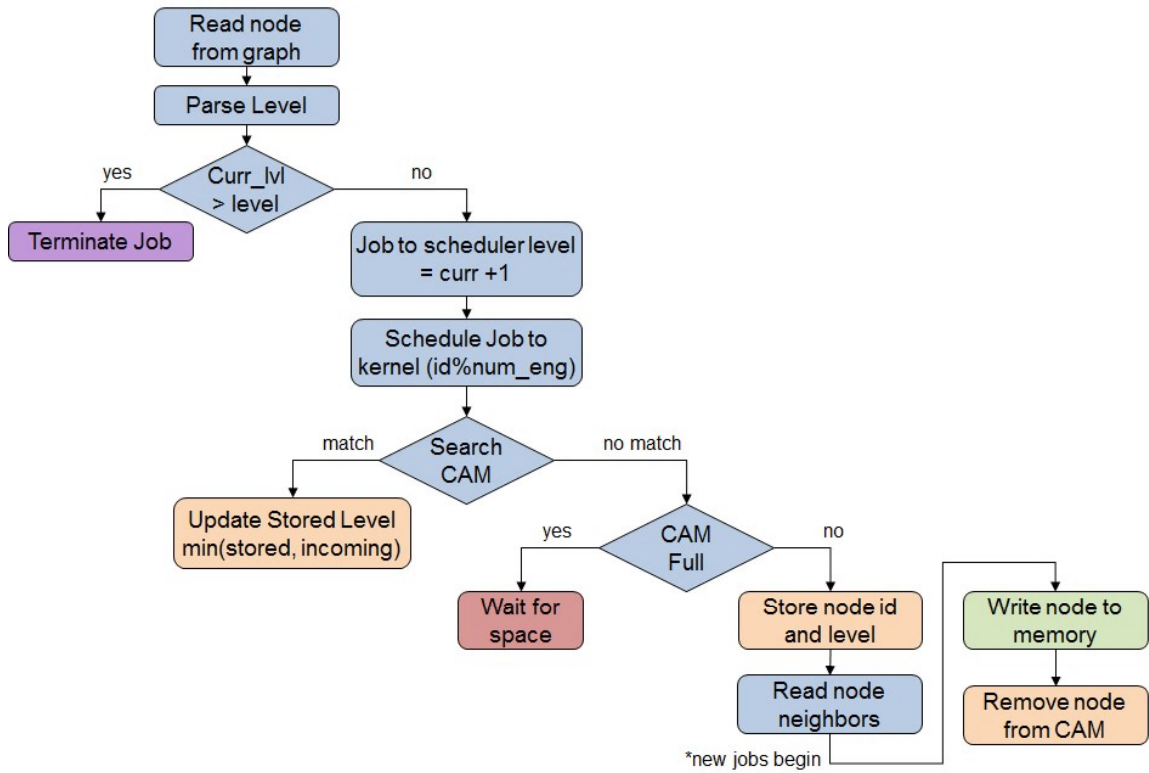 Read node
from graph
Parse Level
yes
Curr_lvl
> level
no
Terminate Job
Job to scheduler level
= curr +1
Schedule Job to
kernel (id%num_eng)
match
Search
CAM
no match
Update Stored Level
min(stored, incoming)
yes
CAM
Full
no
Wait for
space
Store node id
and level
Write node to
memory
Read node
neighbors
Remove node
from CAM
*new jobs begin